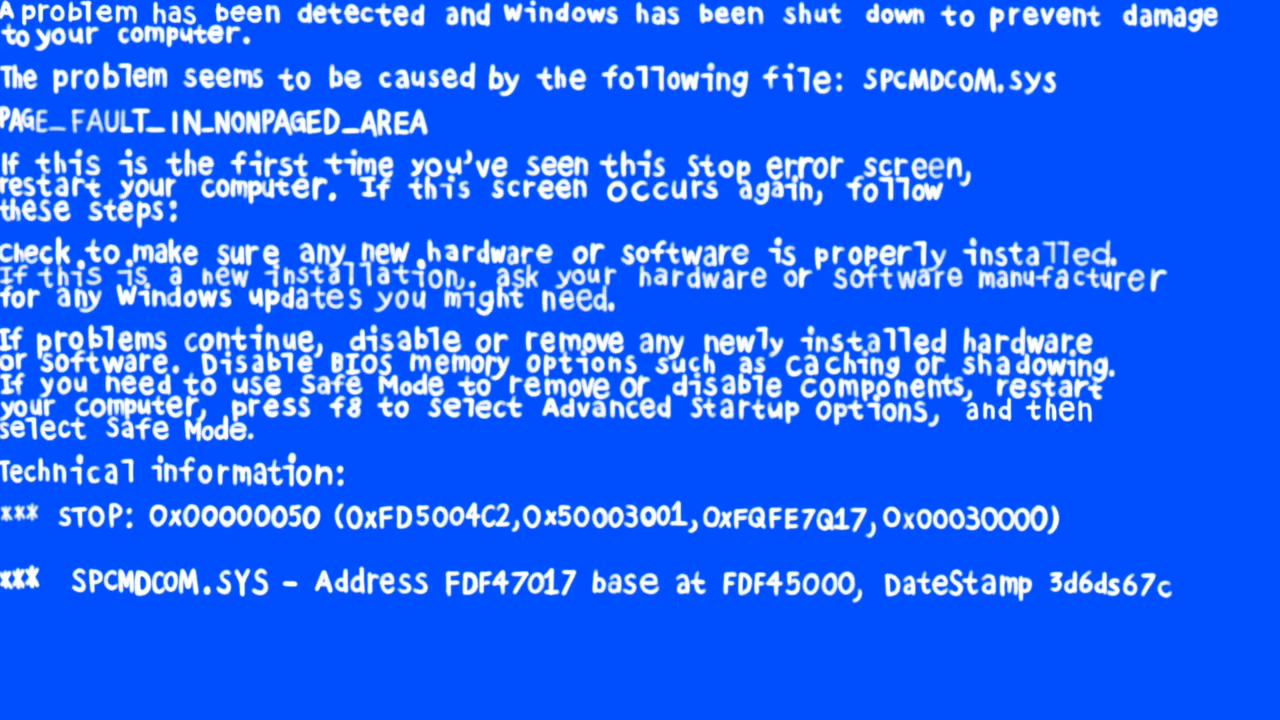 A problem has been detected and Windows has been shut down to prevent damage
to your computer.
The problem seems to be caused by the following file: SPCMDCoM.sys
PAGE_FAULT_IN_NONPAGED_AREA
If this is the first time you've seen this Stop error screen,
restart your computer. If this screen occurs again, follow
these steps:
Check to make sure any new hardware or software is properly installed.
If this is a new installation. ask your hardware or software manufacturer
for any Windows updates you might need.
If problems continue, disable or remove any newly installed hardware
or software. Disable BIOS memory options such as caching or shadowing.
If you need to use Safe Mode to remove or disable components, restart
your computer, press f8 to select Advanced Startup Options, and then
select Safe Mode.
Technical information:
*** STOP: 0x00000050 (0xFD5004C2,0x50003001,0xFQFE7Q17,0x00030000)
*** SPCMDCOM.SYS - Address FDF47017 base at FDF45000, DateStamp 3d6ds67c